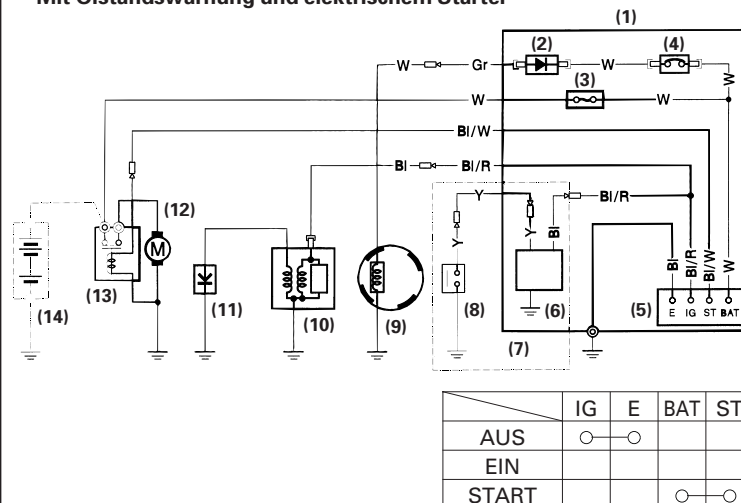 Mit Ölstandswarnung und elektrischem Starter
(1)
(2)
(4)
W
Gr
W
(3)
W
W
W
Bl/W
Bl
Bl/R
Y
Bl/R
(12)
M
Y
Y
Bl
Bl
Bl/R
Bl/W
W
(5)
E IG ST BAT
(13)
(14)
(11)
(10)
(9)
(8)
(6)
(7)
IG E BAT ST
AUS
EIN
START